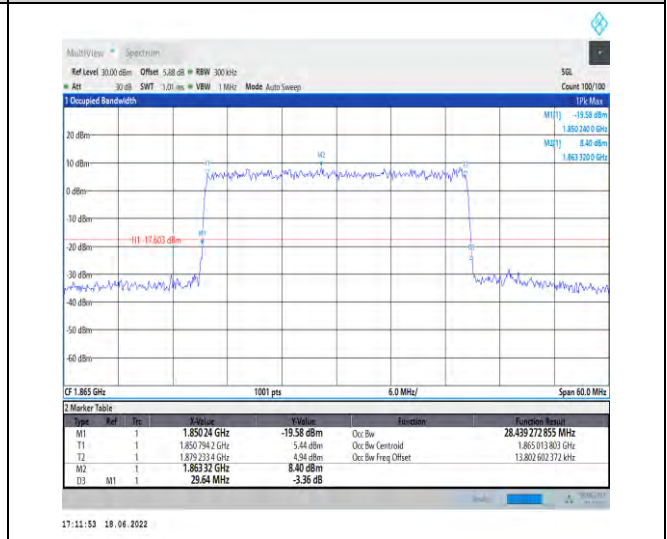 MultiView Spectrum
Ref Level 30.00 dBm Offset 5.88 dB RBW 300 kHz SGL
Att 30 dB SWT 1.01 ms VBW 1 MHz Mode Auto Sweep Count 100/100
1 Occupied Bandwidth 1Pk Max
M1[1] -19.58 dBm
1.850 240 0 GHz
M2[1] 8.40 dBm
1.863 320 0 GHz
20 dBm
10 dBm
M2
0 dBm
-10 dBm
M1
H1 -17.603 dBm
-20 dBm
-30 dBm
-40 dBm
-50 dBm
-60 dBm
CF 1.865 GHz 1001 pts 6.0 MHz/ Span 60.0 MHz
2 Marker Table
Type Ref Trc X-Value Y-Value Function Function Result
M1 1 1.85024 GHz -19.58 dBm Occ Bw 28.439 272 855 MHz
T1 1 1.850 794 2 GHz 5.44 dBm Occ Bw Centroid 1.865 013 803 GHz
T2 1 1.879 233 4 GHz 4.94 dBm Occ Bw Freq Offset 13.802 602 372 kHz
M2 1 1.86332 GHz 8.40 dBm
D3 M1 1 29.64 MHz -3.36 dB
17:11:53 18.06.2022